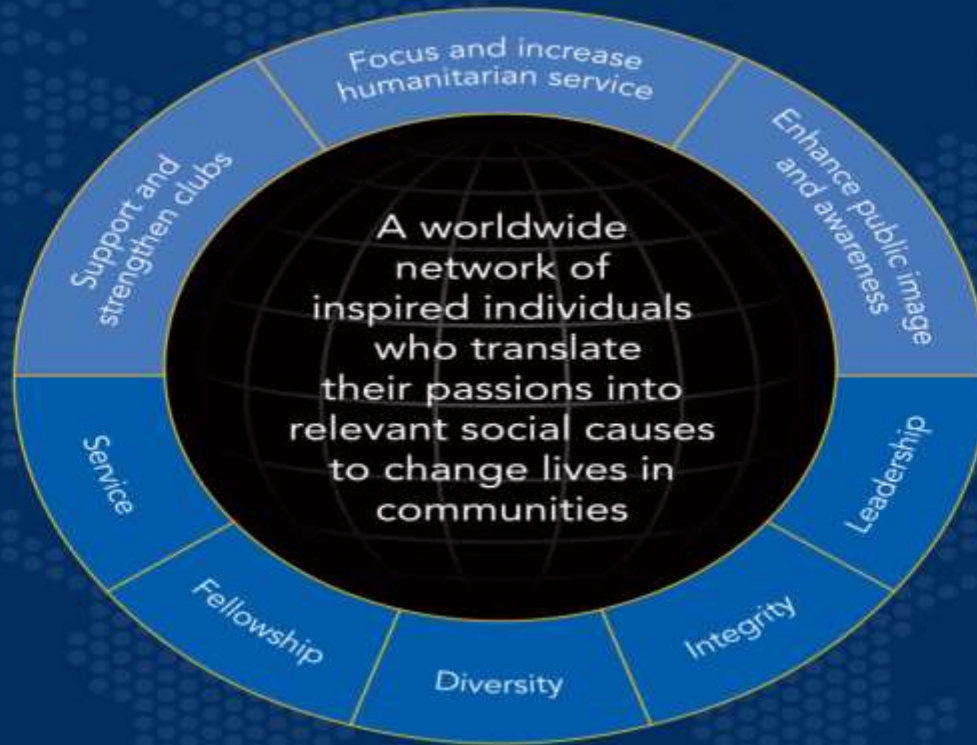 Focus and increase
humanitarian service
Support and
strengthen clubs
Enhance public image
and awareness
A worldwide
network of
inspired individuals
who translate
their passions into
relevant social causes
to change lives in
communities
Service
Fellowship
Diversity
Integrity
Leadership